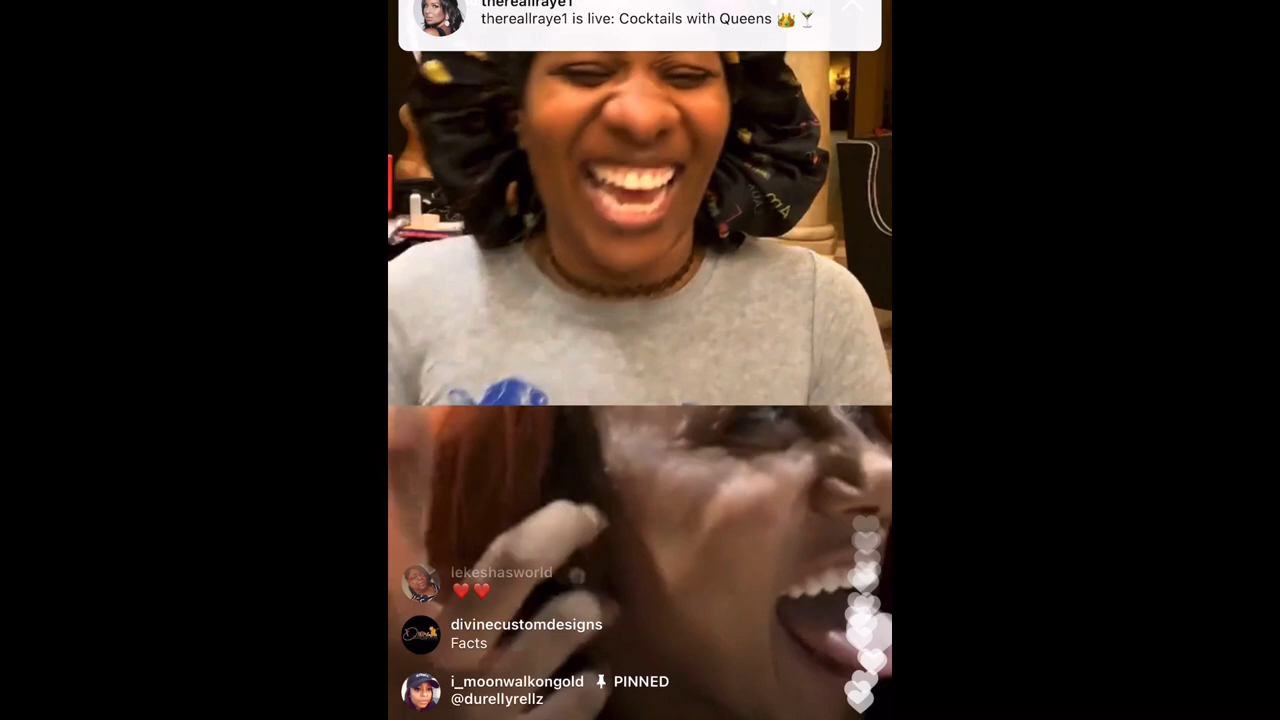 thereallraye1
thereallraye1 is live: Cocktails with Queens 👑🍸
lekeshasworld
❤️❤️
divinecustomdesigns
Facts
i_moonwalkongold 📌 PINNED
@durellyrellz